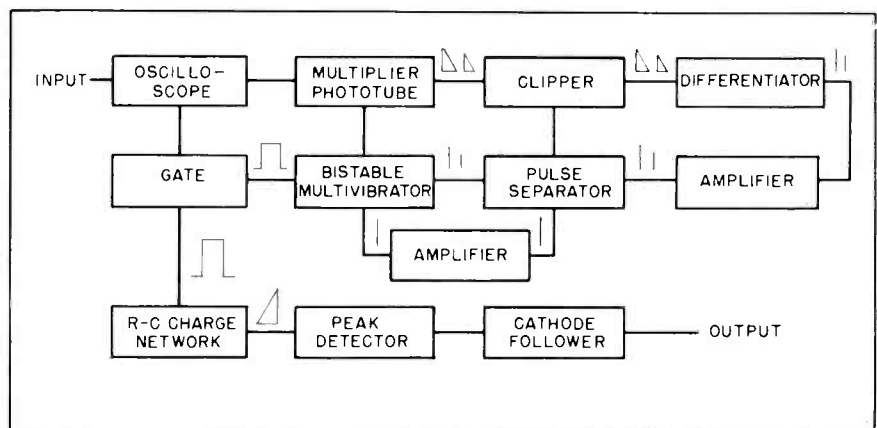 INPUT
OSCILLO-
SCOPE
MULTIPLIER
PHOTOTUBE
CLIPPER
DIFFERENTIATOR
GATE
BISTABLE
MULTIVIBRATOR
PULSE
SEPARATOR
AMPLIFIER
AMPLIFIER
R-C CHARGE
NETWORK
PEAK
DETECTOR
CATHODE
FOLLOWER
OUTPUT